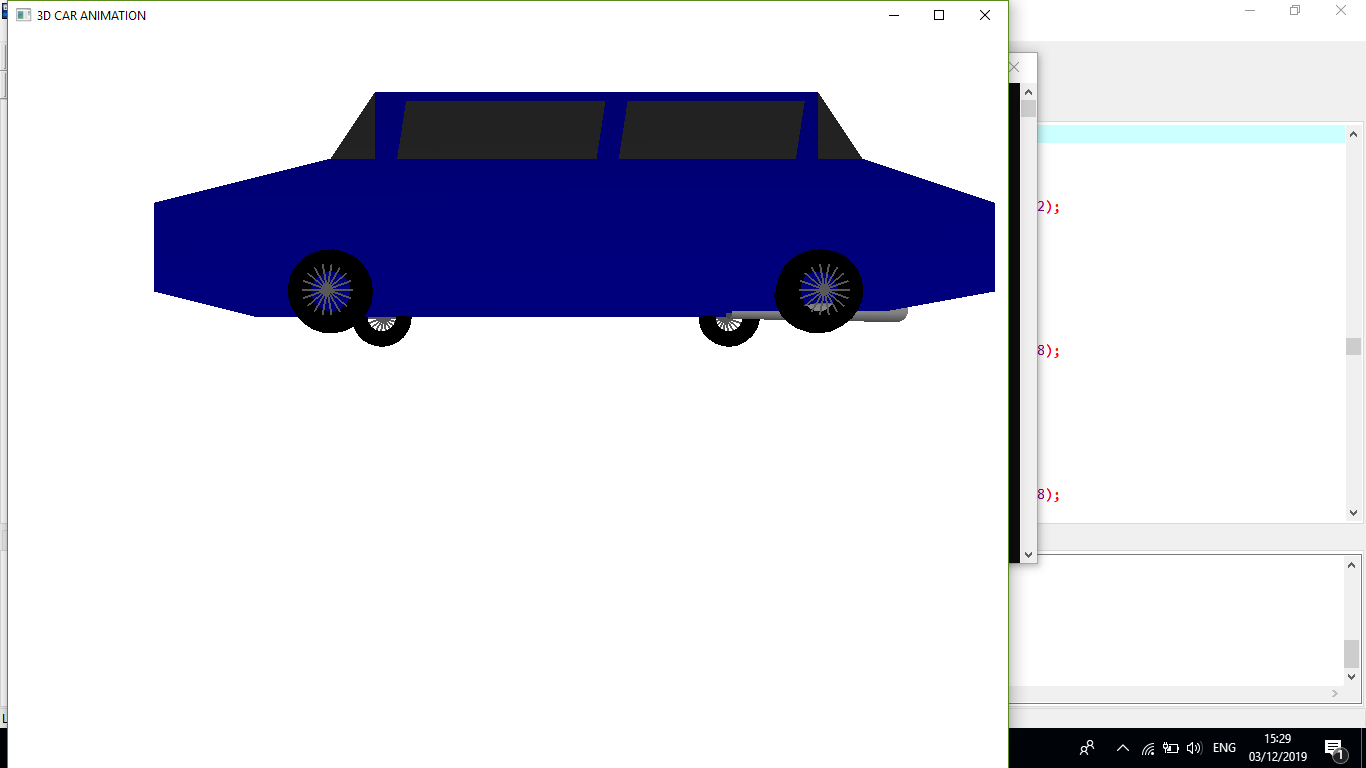 3D CAR ANIMATION
2);
8);
8);
L
ENG
15:29
03/12/2019
1